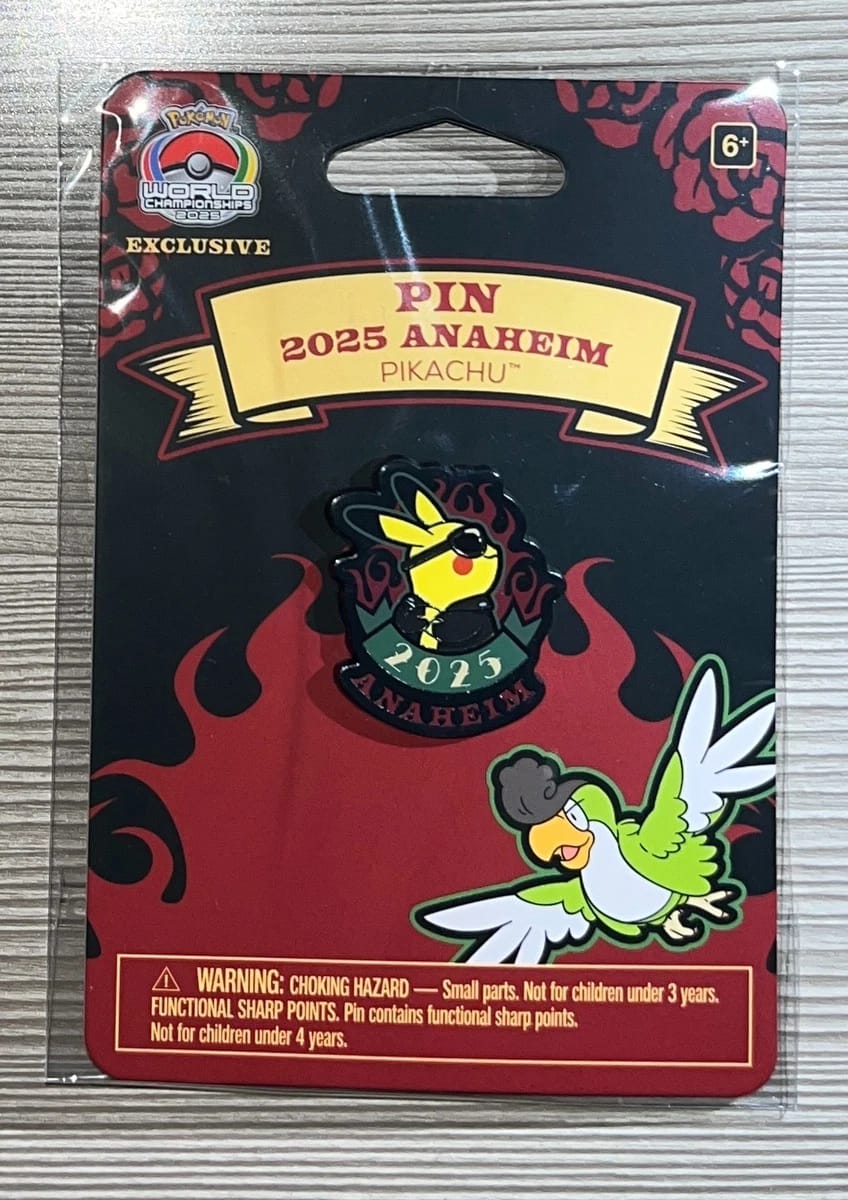 POKéMON
WORLD
CHAMPIONSHIPS
2025
EXCLUSIVE
6+
PIN
2025 ANAHEIM
PIKACHU™
2025
ANAHEIM
⚠ WARNING: CHOKING HAZARD — Small parts. Not for children under 3 years.
FUNCTIONAL SHARP POINTS. Pin contains functional sharp points.
Not for children under 4 years.